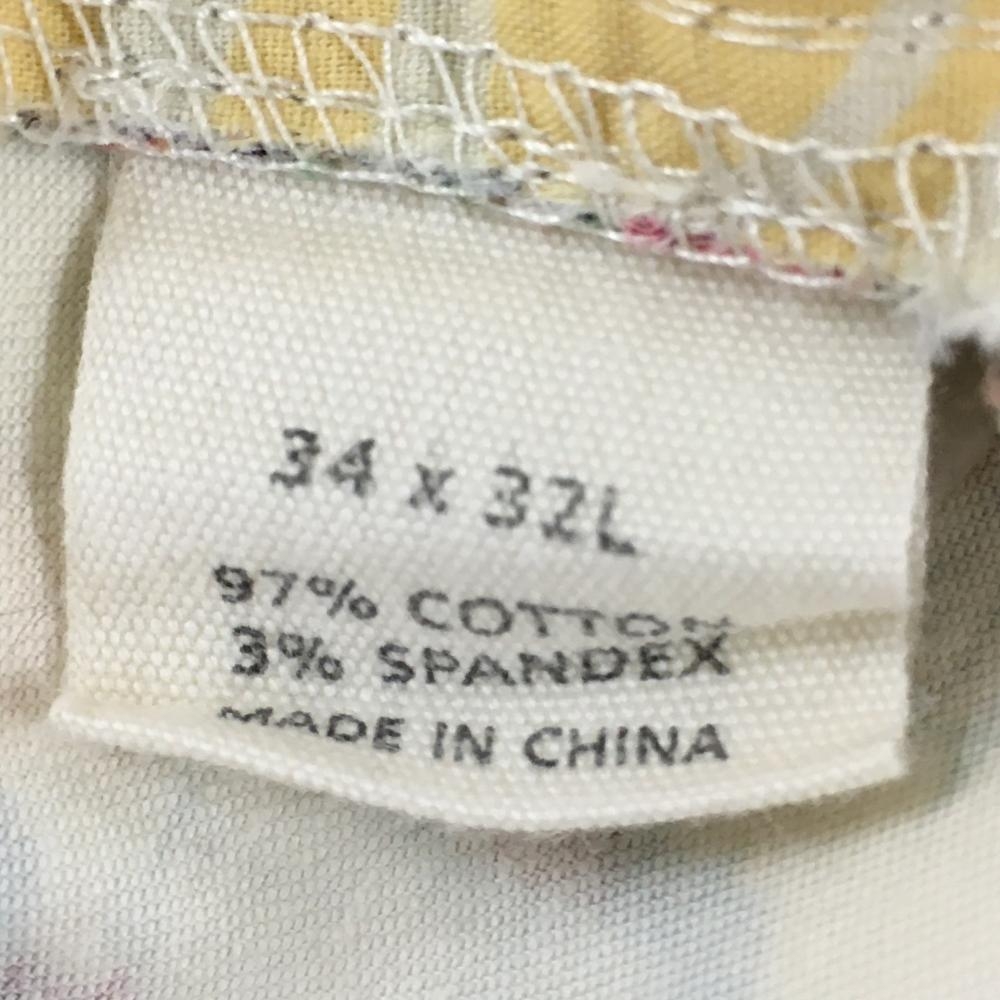 34 x 32L
97% COTTON
3% SPANDEX
MADE IN CHINA